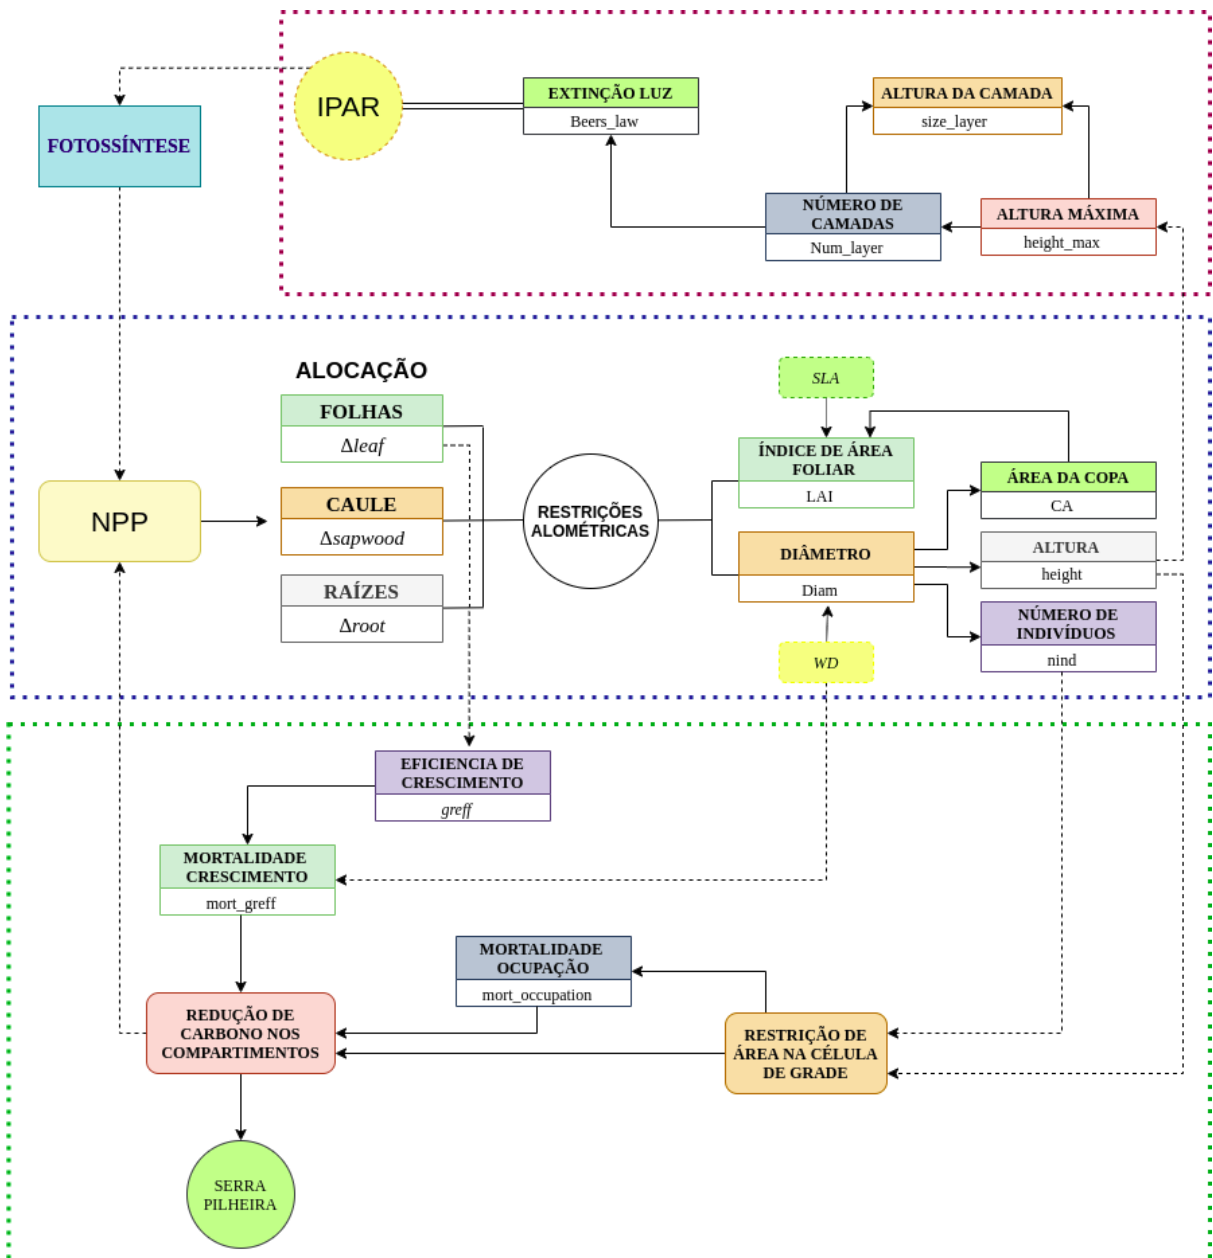 IPAR
EXTINÇÃO LUZ
Beers_law
ALTURA DA CAMADA
size_layer
FOTOSSÍNTESE
NÚMERO DE
CAMADAS
Num_layer
ALTURA MÁXIMA
height_max
ALOCAÇÃO
FOLHAS
Δleaf
CAULE
Δsapwood
RAÍZES
Δroot
NPP
RESTRIÇÕES
ALOMÉTRICAS
SLA
ÍNDICE DE ÁREA
FOLIAR
LAI
DIÂMETRO
Diam
WD
ÁREA DA COPA
CA
ALTURA
height
NÚMERO DE
INDIVÍDUOS
nind
EFICIENCIA DE
CRESCIMENTO
greff
MORTALIDADE
CRESCIMENTO
mort_greff
MORTALIDADE
OCUPAÇÃO
mort_occupation
REDUÇÃO DE
CARBONO NOS
COMPARTIMENTOS
RESTRIÇÃO DE
ÁREA NA CÉLULA
DE GRADE
SERRA
PILHEIRA